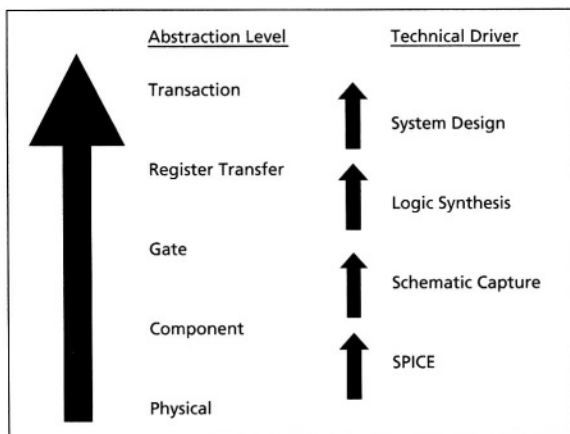 Abstraction Level
Technical Driver
Transaction
System Design
Register Transfer
Logic Synthesis
Gate
Schematic Capture
Component
SPICE
Physical